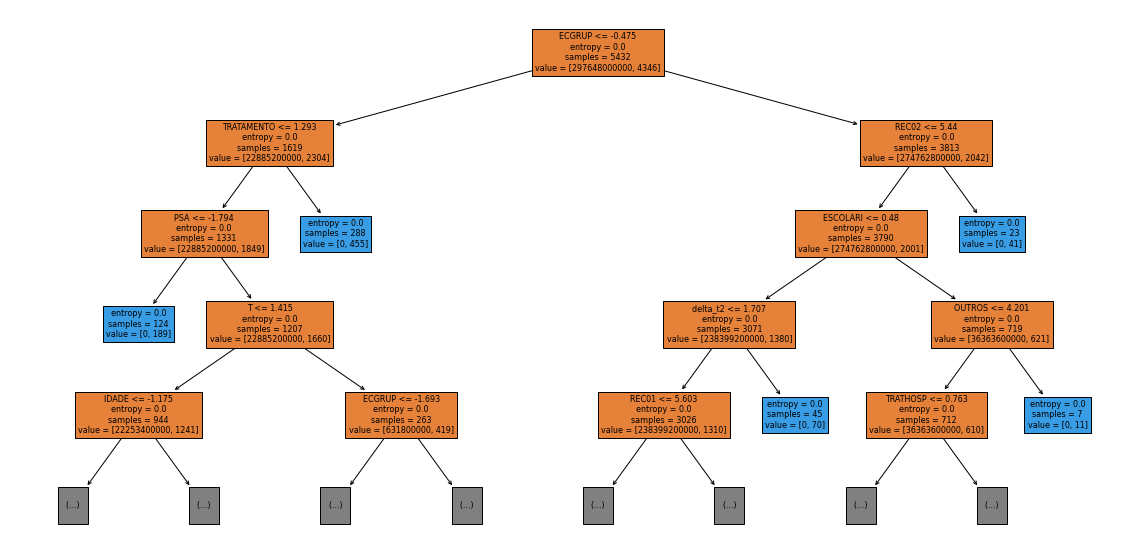 ECGRUP <= -0.475
entropy = 0.0
samples = 5432
value = [297648000000, 4346]
TRATAMENTO <= 1.293
entropy = 0.0
samples = 1619
value = [22885200000, 2304]
REC02 <= 5.44
entropy = 0.0
samples = 3813
value = [274762800000, 2042]
PSA <= -1.794
entropy = 0.0
samples = 1331
value = [22885200000, 1849]
entropy = 0.0
samples = 288
value = [0, 455]
ESCOLARI <= 0.48
entropy = 0.0
samples = 3790
value = [274762800000, 2001]
entropy = 0.0
samples = 23
value = [0, 41]
entropy = 0.0
samples = 124
value = [0, 189]
T <= 1.415
entropy = 0.0
samples = 1207
value = [22885200000, 1660]
delta_t2 <= 1.707
entropy = 0.0
samples = 3071
value = [238399200000, 1380]
OUTROS <= 4.201
entropy = 0.0
samples = 719
value = [36363600000, 621]
IDADE <= -1.175
entropy = 0.0
samples = 944
value = [22253400000, 1241]
ECGRUP <= -1.693
entropy = 0.0
samples = 263
value = [631800000, 419]
REC01 <= 5.603
entropy = 0.0
samples = 3026
value = [238399200000, 1310]
entropy = 0.0
samples = 45
value = [0, 70]
TRATHOSP <= 0.763
entropy = 0.0
samples = 712
value = [36363600000, 610]
entropy = 0.0
samples = 7
value = [0, 11]
(...)
(...)
(...)
(...)
(...)
(...)
(...)
(...)